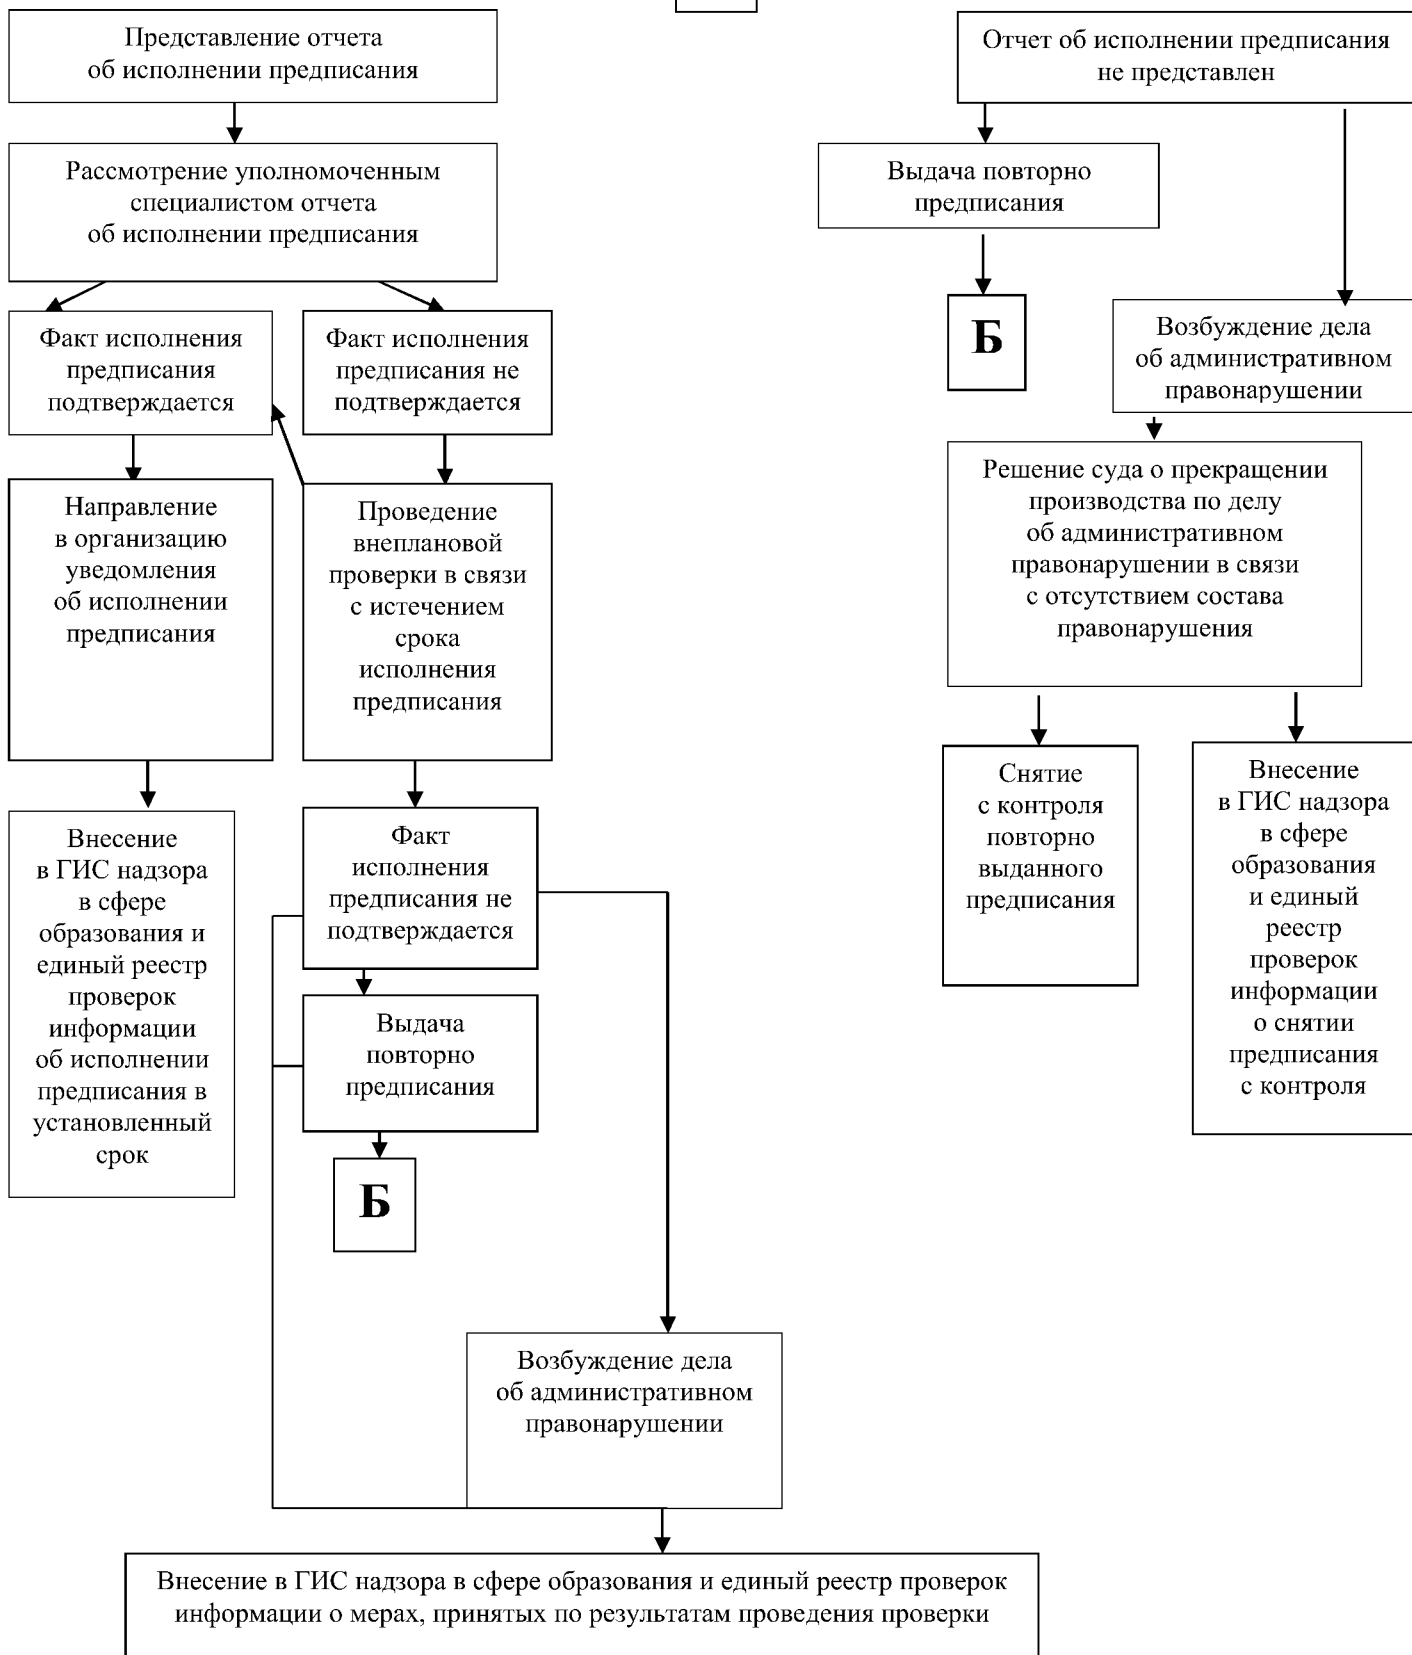 Представление отчета
об исполнении предписания
Отчет об исполнении предписания
не представлен
Рассмотрение уполномоченным
специалистом отчета
об исполнении предписания
Выдача повторно
предписания
Б
Факт исполнения
предписания
подтверждается
Факт исполнения
предписания не
подтверждается
Возбуждение дела
об административном
правонарушении
Направление
в организацию
уведомления
об исполнении
предписания
Проведение
внеплановой
проверки в связи
с истечением
срока
исполнения
предписания
Решение суда о прекращении
производства по делу
об административном
правонарушении в связи
с отсутствием состава
правонарушения
Снятие
с контроля
повторно
выданного
предписания
Внесение
в ГИС надзора
в сфере
образования
и единый
реестр
проверок
информации
о снятии
предписания
с контроля
Внесение
в ГИС надзора
в сфере
образования и
единый реестр
проверок
информации
об исполнении
предписания в
установленный
срок
Факт
исполнения
предписания не
подтверждается
Выдача
повторно
предписания
Б
Возбуждение дела
об административном
правонарушении
Внесение в ГИС надзора в сфере образования и единый реестр проверок
информации о мерах, принятых по результатам проведения проверки